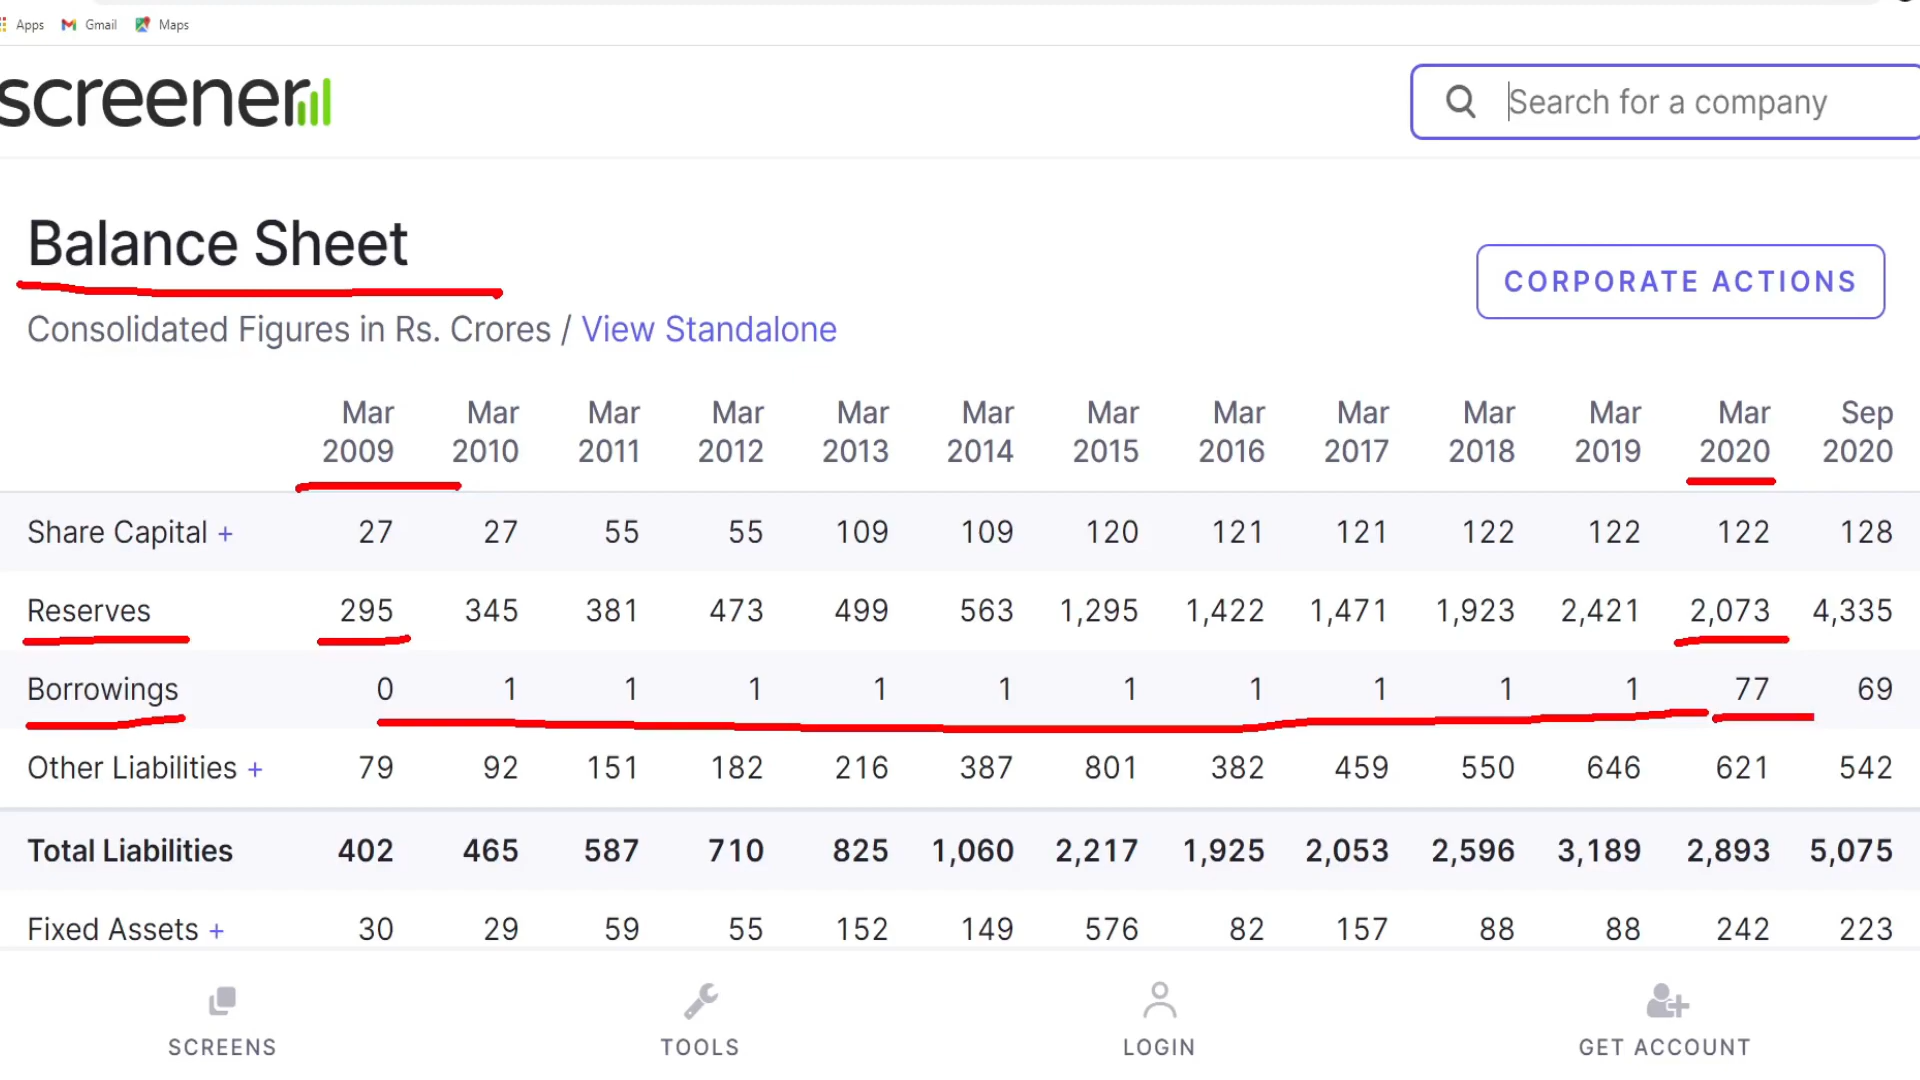 Apps Gmail Maps
screener
Search for a company
Balance Sheet
CORPORATE ACTIONS
Consolidated Figures in Rs. Crores / View Standalone
Mar 2009 Mar 2010 Mar 2011 Mar 2012 Mar 2013 Mar 2014 Mar 2015 Mar 2016 Mar 2017 Mar 2018 Mar 2019 Mar 2020 Sep 2020
Share Capital + 27 27 55 55 109 109 120 121 121 122 122 122 128
Reserves 295 345 381 473 499 563 1,295 1,422 1,471 1,923 2,421 2,073 4,335
Borrowings 0 1 1 1 1 1 1 1 1 1 1 77 69
Other Liabilities + 79 92 151 182 216 387 801 382 459 550 646 621 542
Total Liabilities 402 465 587 710 825 1,060 2,217 1,925 2,053 2,596 3,189 2,893 5,075
Fixed Assets + 30 29 59 55 152 149 576 82 157 88 88 242 223
SCREENS TOOLS LOGIN GET ACCOUNT